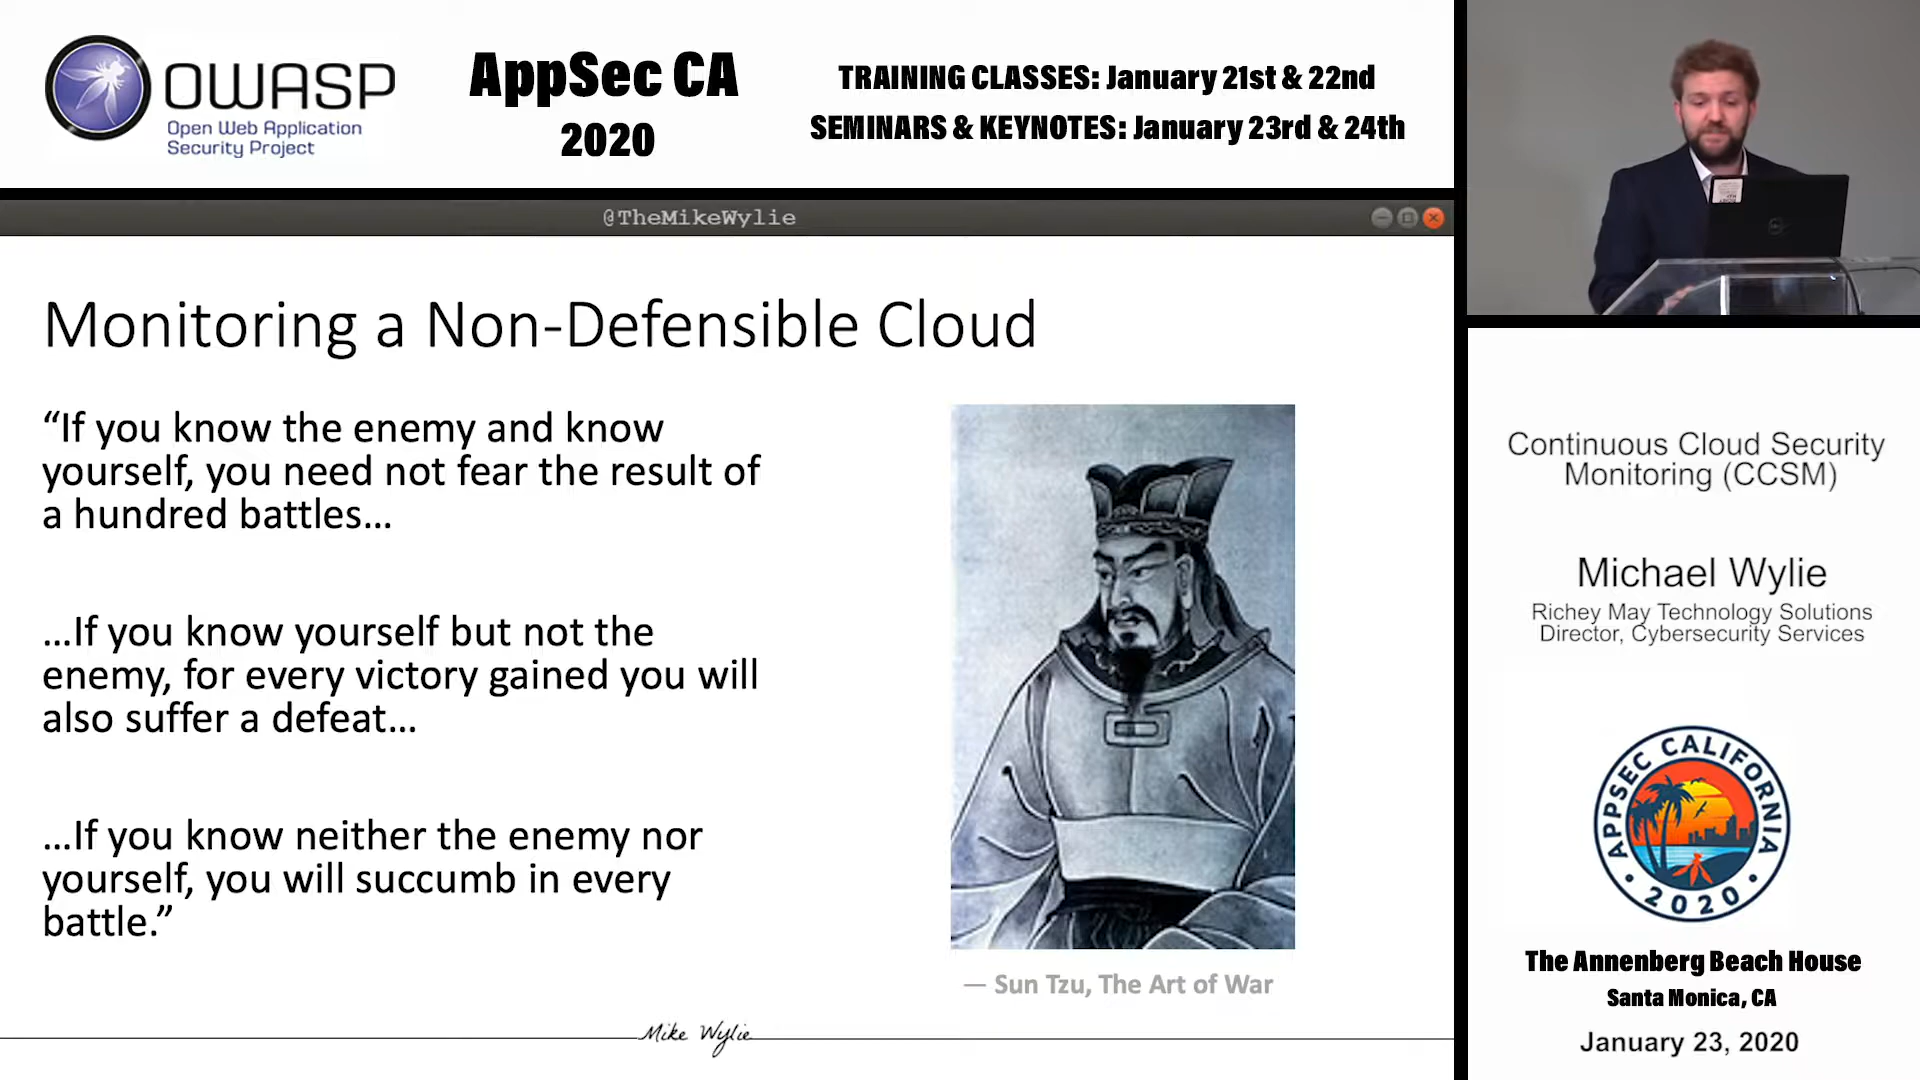 OWASP
Open Web Application
Security Project
AppSec CA
2020
TRAINING CLASSES: January 21st & 22nd
SEMINARS & KEYNOTES: January 23rd & 24th
@TheMikeWylie
Monitoring a Non-Defensible Cloud
“If you know the enemy and know
yourself, you need not fear the result of
a hundred battles…
…If you know yourself but not the
enemy, for every victory gained you will
also suffer a defeat…
…If you know neither the enemy nor
yourself, you will succumb in every
battle.”
— Sun Tzu, The Art of War
Mike Wylie
Continuous Cloud Security
Monitoring (CCSM)
Michael Wylie
Richey May Technology Solutions
Director, Cybersecurity Services
APPSEC CALIFORNIA
2020
The Annenberg Beach House
Santa Monica, CA
January 23, 2020